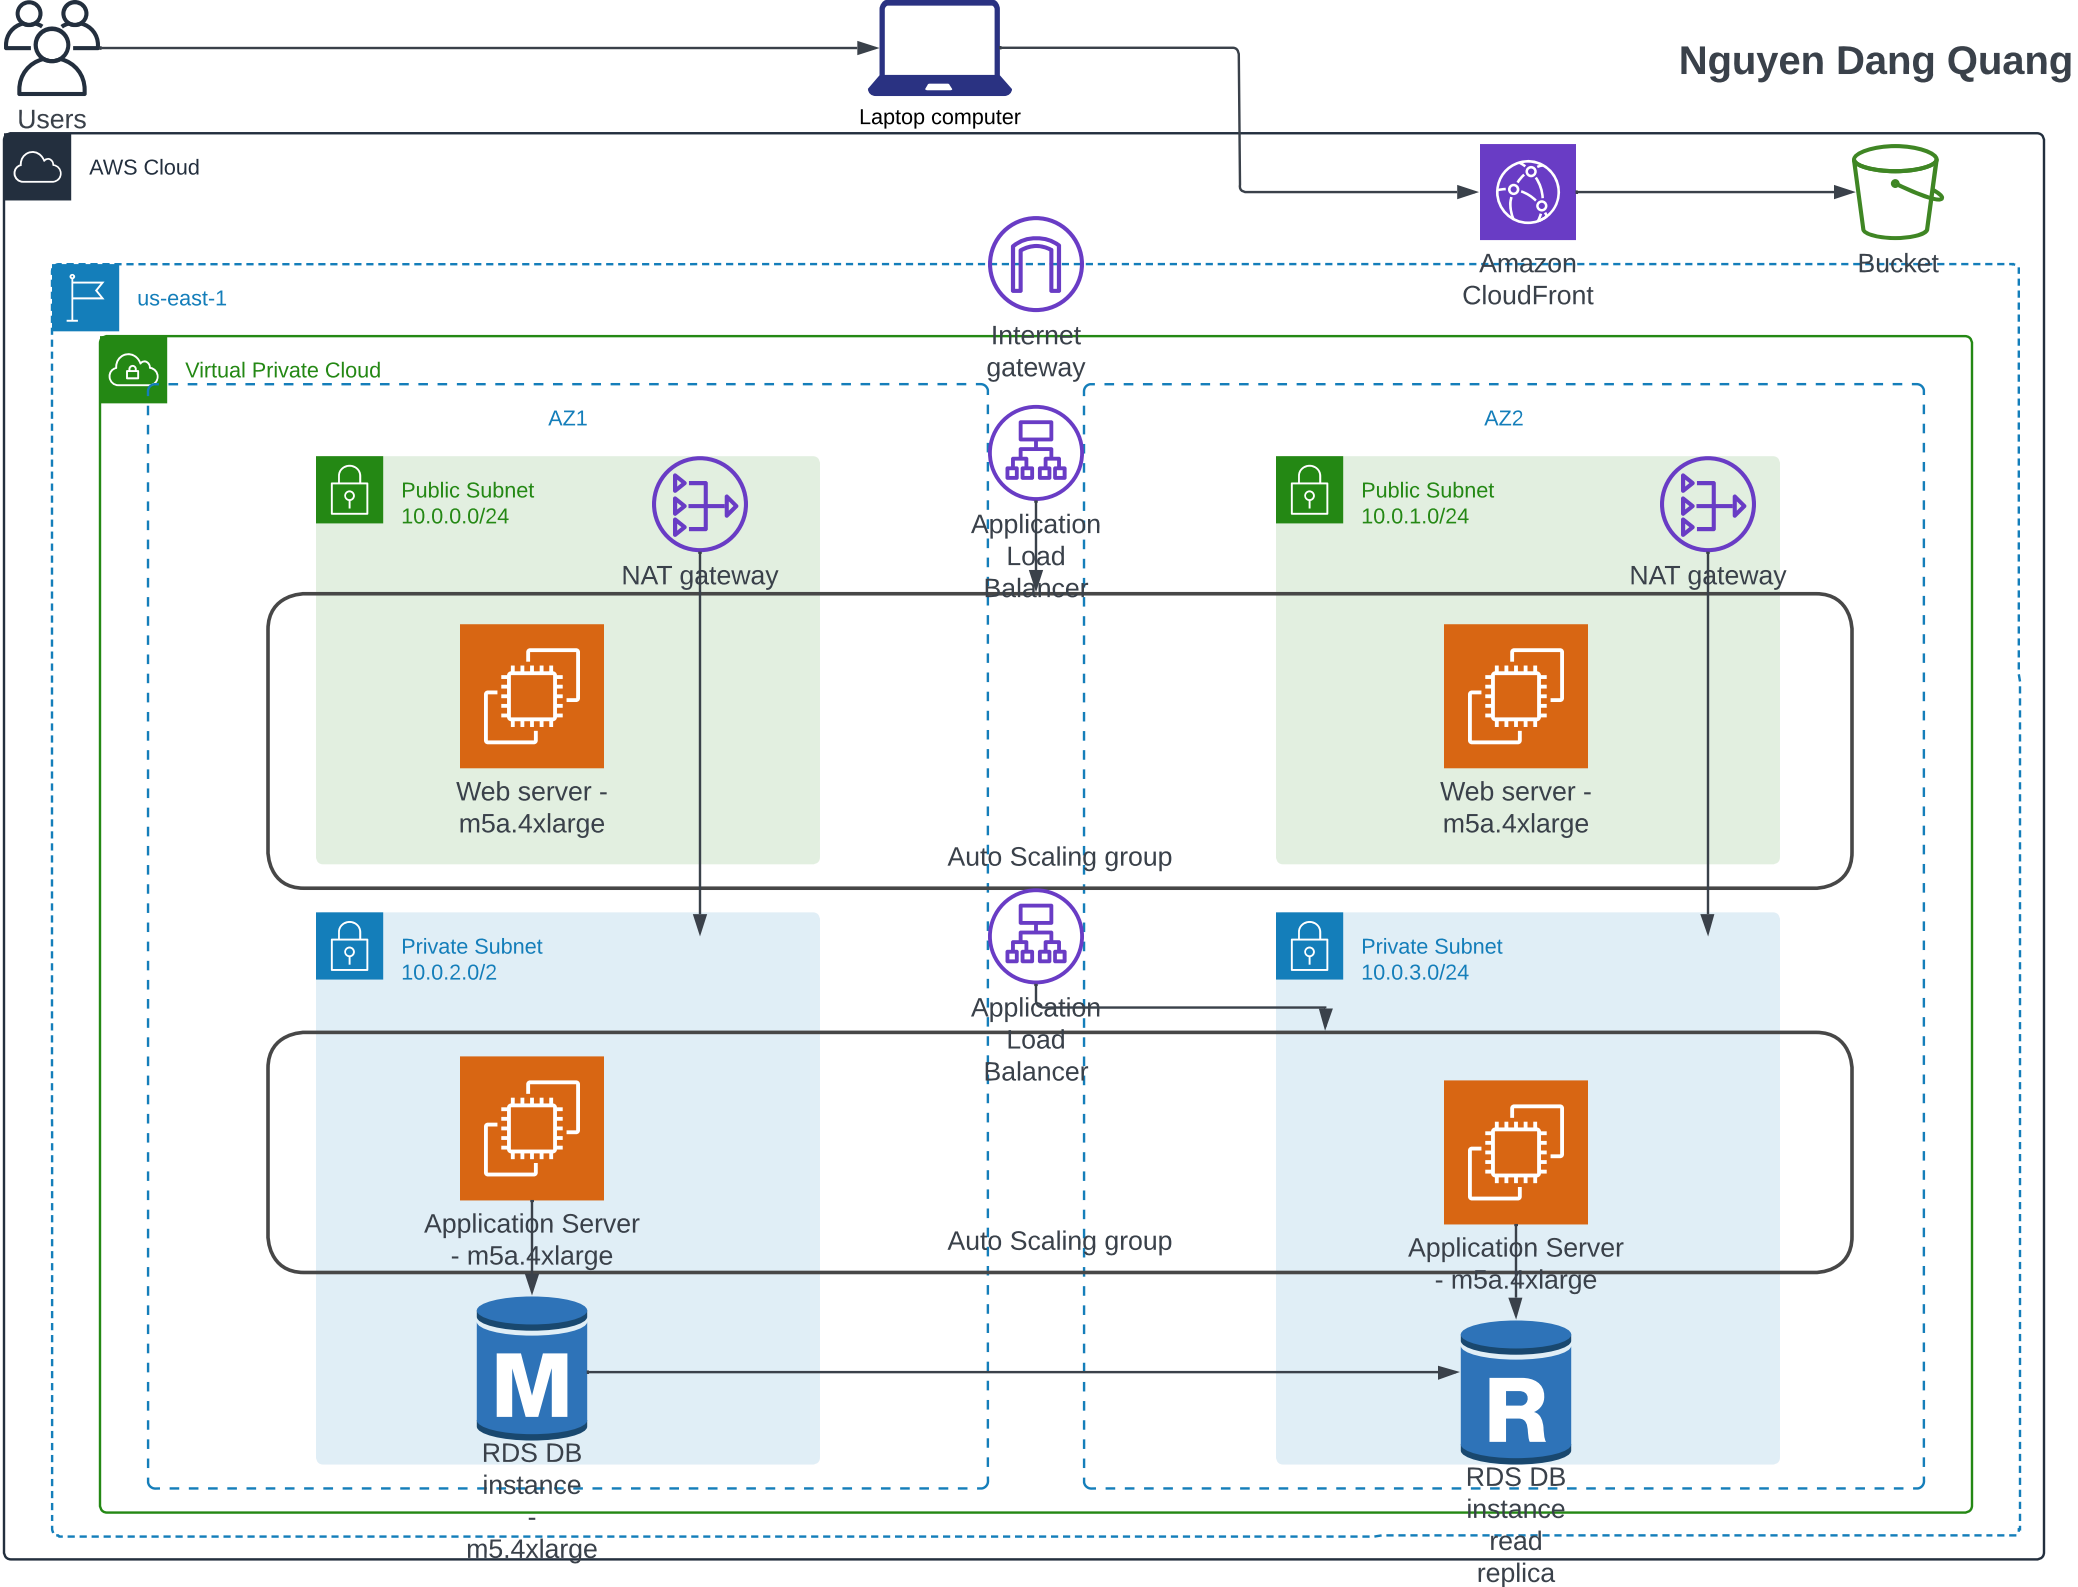 Nguyen Dang Quang
Users
Laptop computer
AWS Cloud
Amazon
CloudFront
Bucket
us-east-1
Internet
gateway
Virtual Private Cloud
AZ1
AZ2
Public Subnet
10.0.0.0/24
NAT gateway
Application
Load
Balancer
Public Subnet
10.0.1.0/24
NAT gateway
Web server -
m5a.4xlarge
Web server -
m5a.4xlarge
Auto Scaling group
Private Subnet
10.0.2.0/2
Application
Load
Balancer
Private Subnet
10.0.3.0/24
Application Server
- m5a.4xlarge
Auto Scaling group
Application Server
- m5a.4xlarge
M
RDS DB
instance
-
m5.4xlarge
R
RDS DB
instance
read
replica